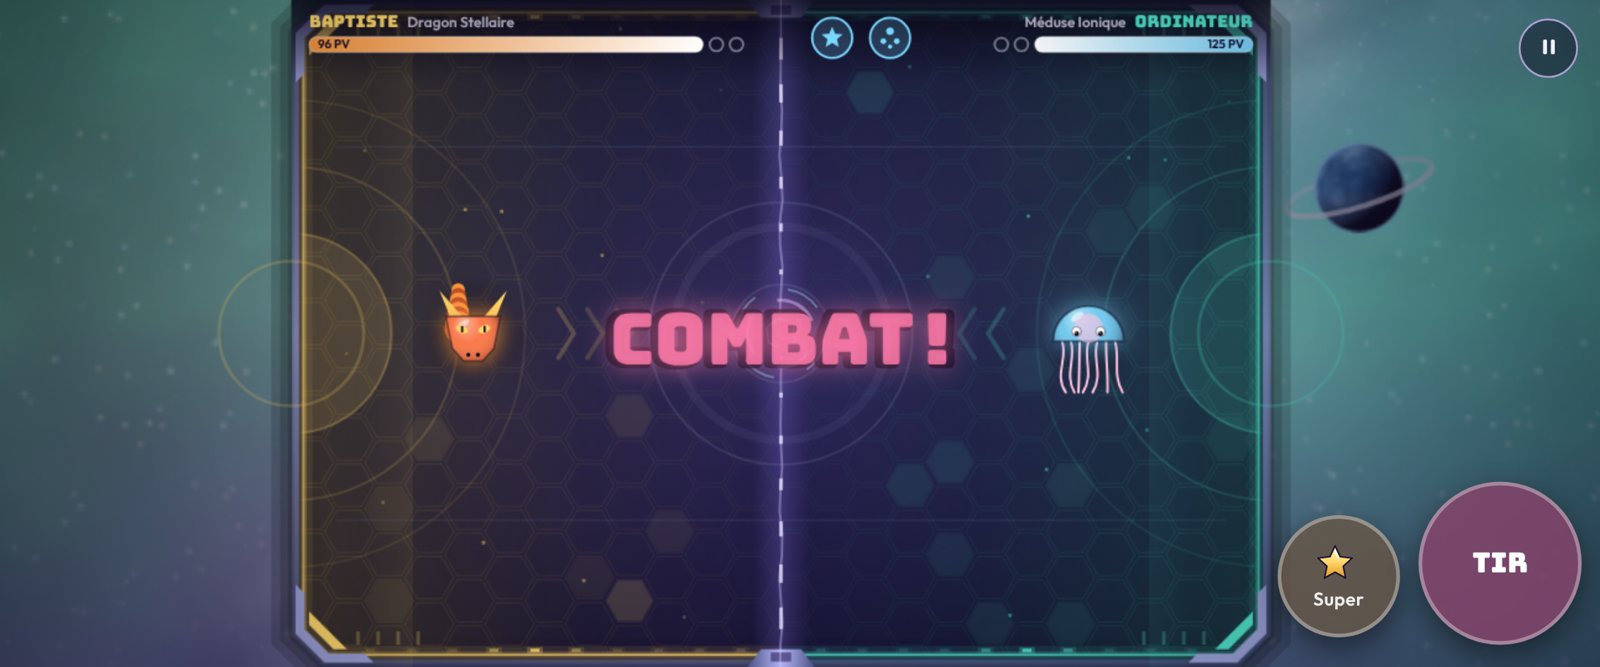 BAPTISTE Dragon Stellaire
Méduse Ionique ORDINATEUR
96 PV
125 PV
COMBAT !
Super
TIR